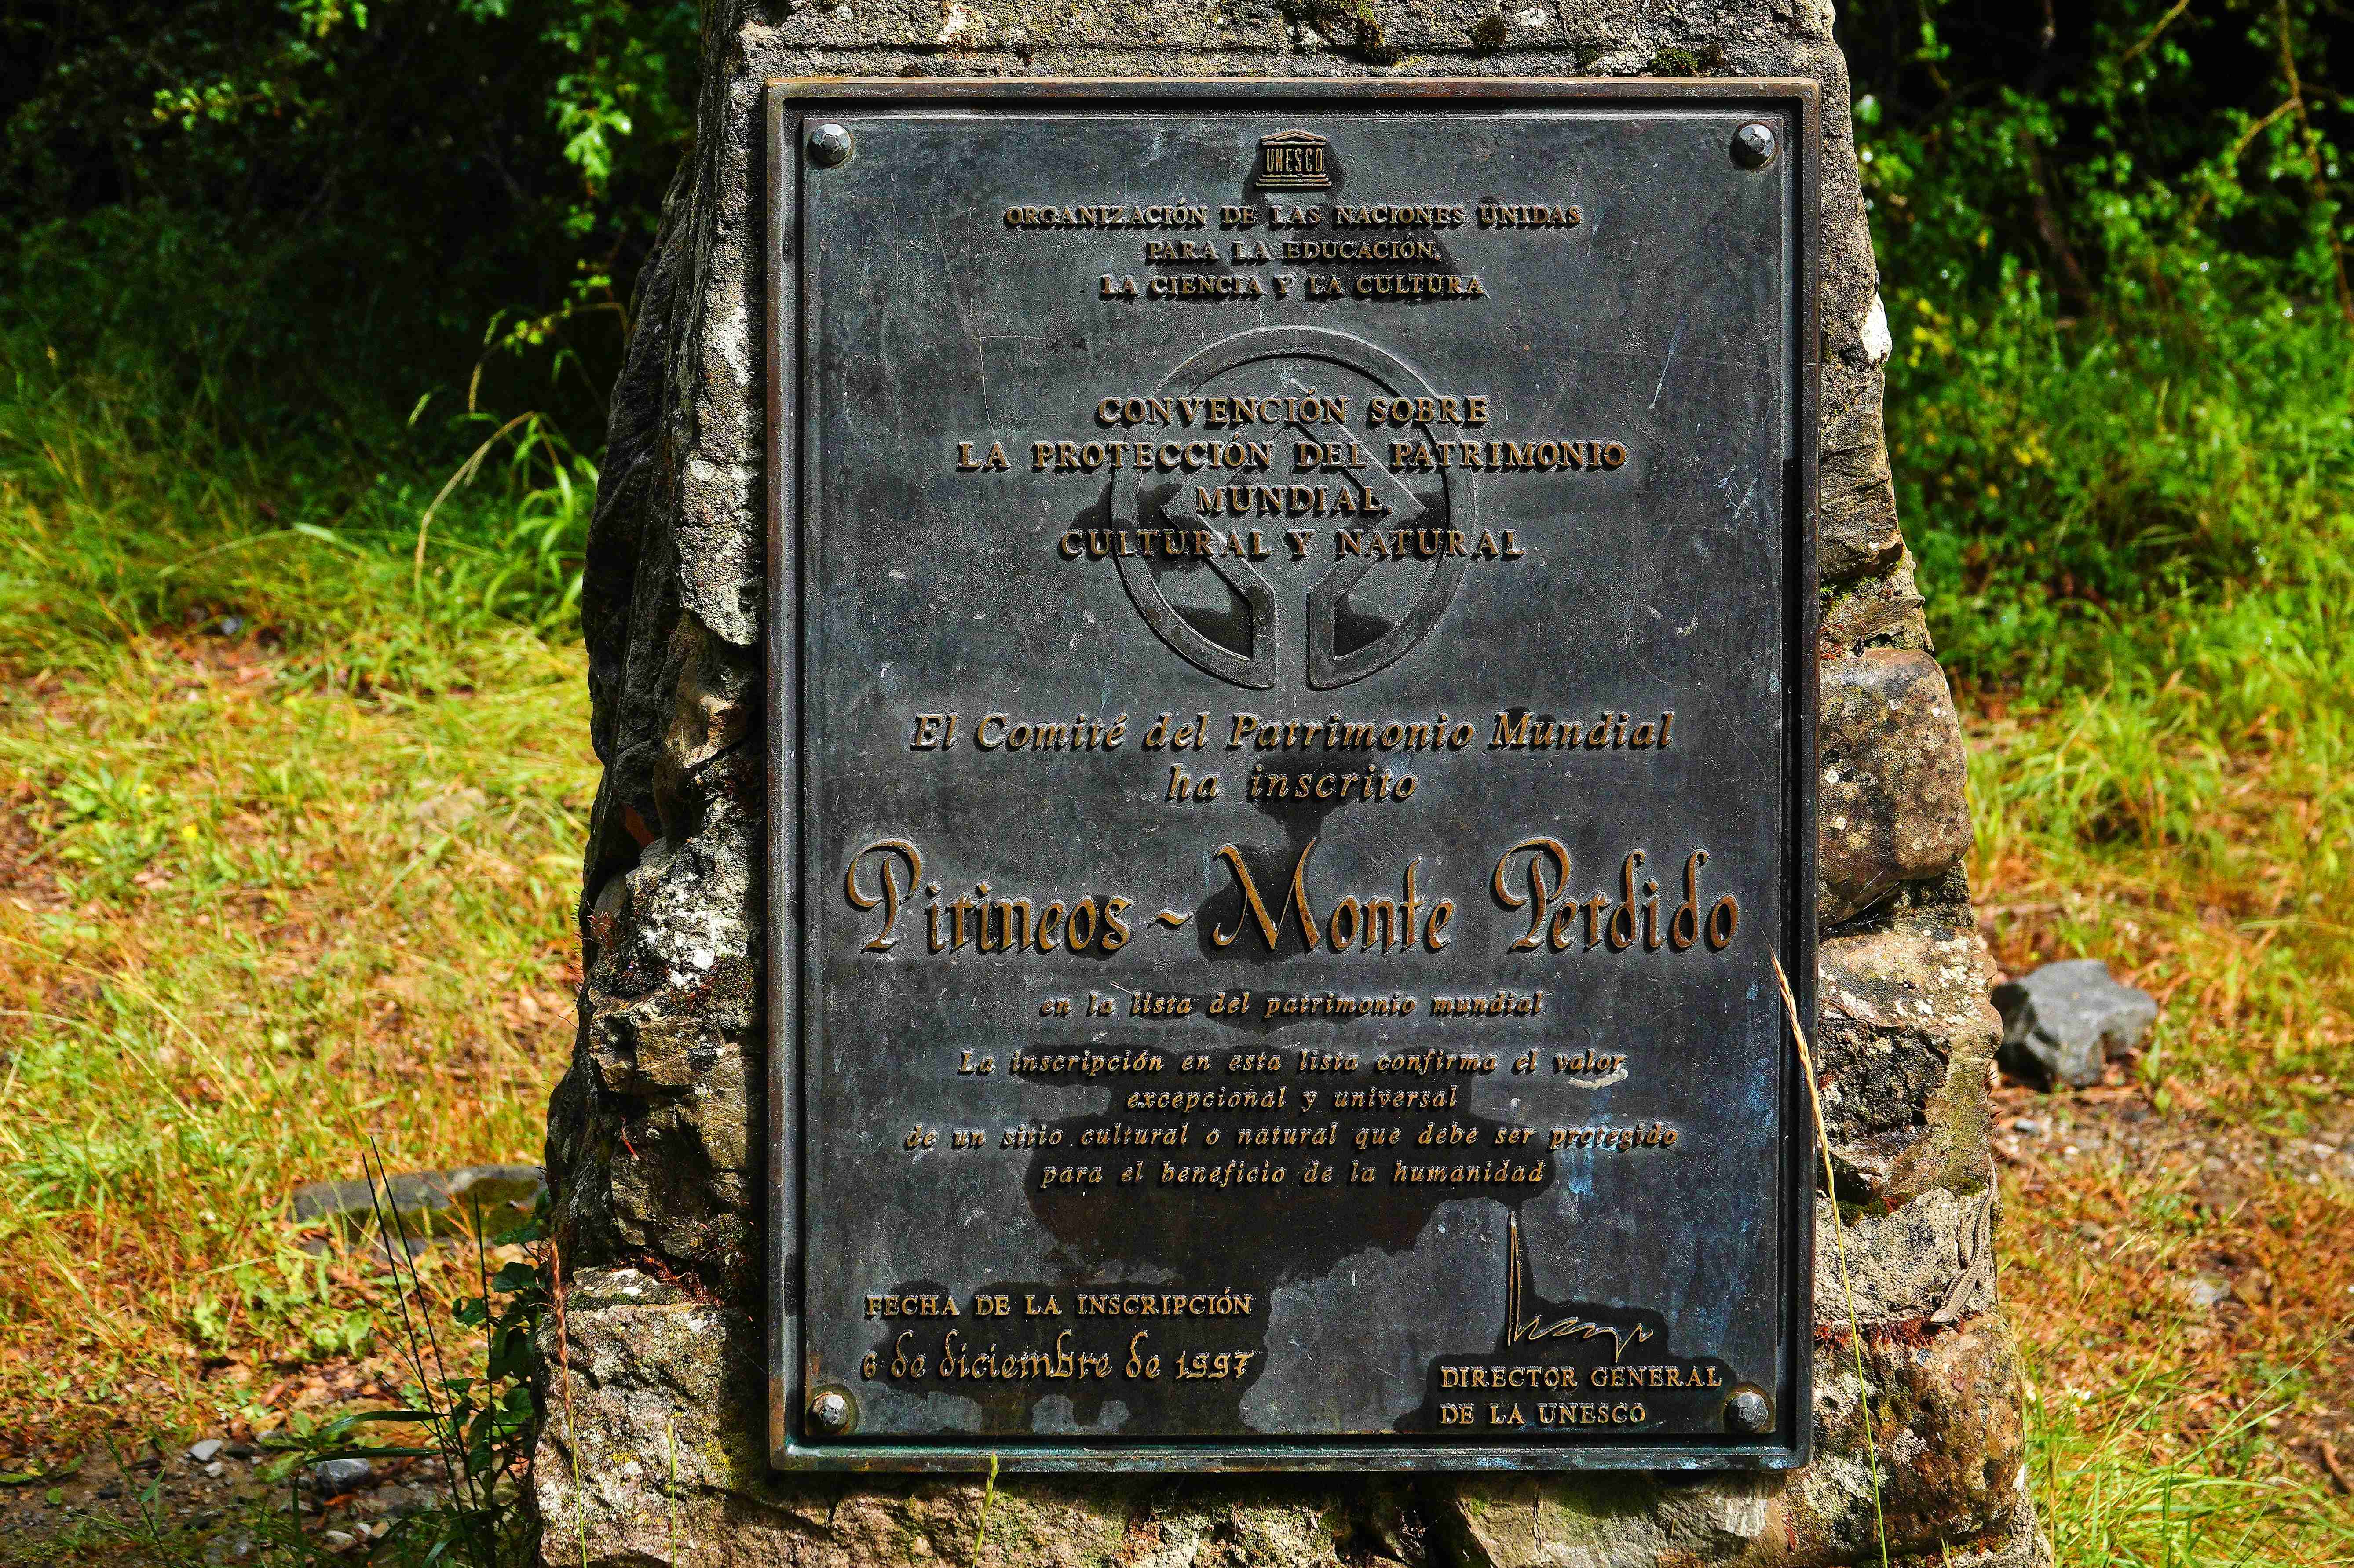 UNESCO
ORGANIZACIÓN DE LAS NACIONES UNIDAS
PARA LA EDUCACIÓN,
LA CIENCIA Y LA CULTURA
CONVENCIÓN SOBRE
LA PROTECCIÓN DEL PATRIMONIO
MUNDIAL,
CULTURAL Y NATURAL
El Comité del Patrimonio Mundial
ha inscrito
Pirineos - Monte Perdido
en la lista del patrimonio mundial
La inscripción en esta lista confirma el valor
excepcional y universal
de un sitio cultural o natural que debe ser protegido
para el beneficio de la humanidad
FECHA DE LA INSCRIPCIÓN
6 de diciembre de 1997
DIRECTOR GENERAL
DE LA UNESCO